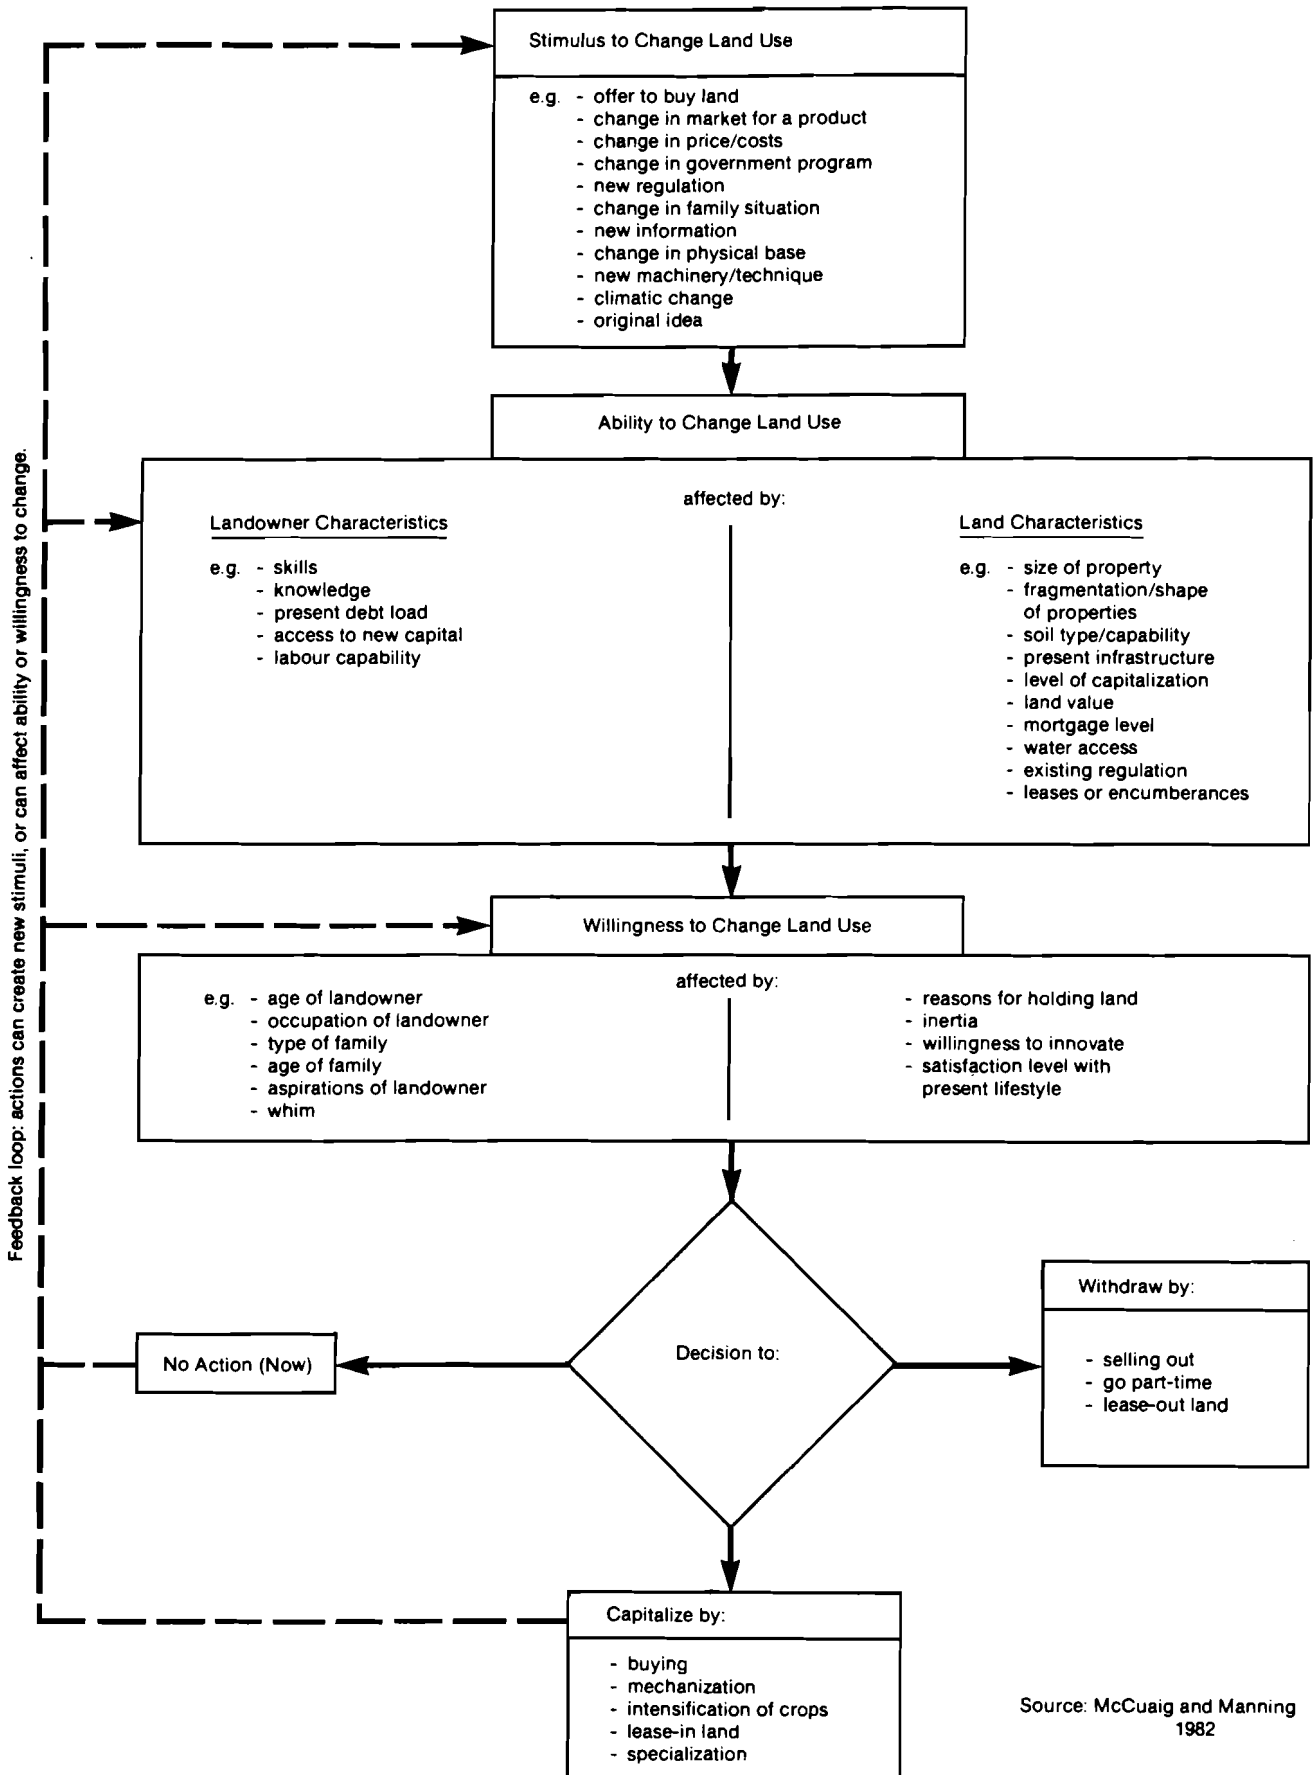 Stimulus to Change Land Use
e.g. - offer to buy land
- change in market for a product
- change in price/costs
- change in government program
- new regulation
- change in family situation
- new information
- change in physical base
- new machinery/technique
- climatic change
- original idea
Ability to Change Land Use
affected by:
Landowner Characteristics
e.g. - skills
- knowledge
- present debt load
- access to new capital
- labour capability
Land Characteristics
e.g. - size of property
- fragmentation/shape
of properties
- soil type/capability
- present infrastructure
- level of capitalization
- land value
- mortgage level
- water access
- existing regulation
- leases or encumberances
Willingness to Change Land Use
affected by:
e.g. - age of landowner
- occupation of landowner
- type of family
- age of family
- aspirations of landowner
- whim
- reasons for holding land
- inertia
- willingness to innovate
- satisfaction level with
present lifestyle
Decision to:
No Action (Now)
Withdraw by:
- selling out
- go part-time
- lease-out land
Capitalize by:
- buying
- mechanization
- intensification of crops
- lease-in land
- specialization
Feedback loop: actions can create new stimuli, or can affect ability or willingness to change.
Source: McCuaig and Manning
1982